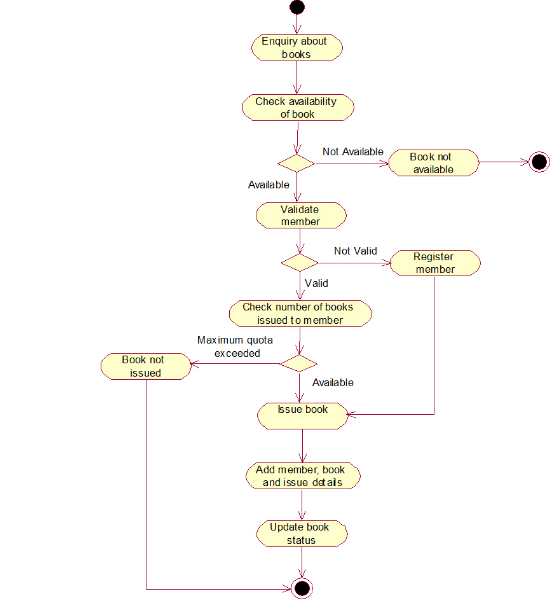 Enquiry about
books
Check availability
of book
Not Available
Book not
available
Available
Validate
member
Not Valid
Register
member
Valid
Check number of books
issued to member
Maximum quota
exceeded
Book not
issued
Available
Issue book
Add member, book
and issue details
Update book
status